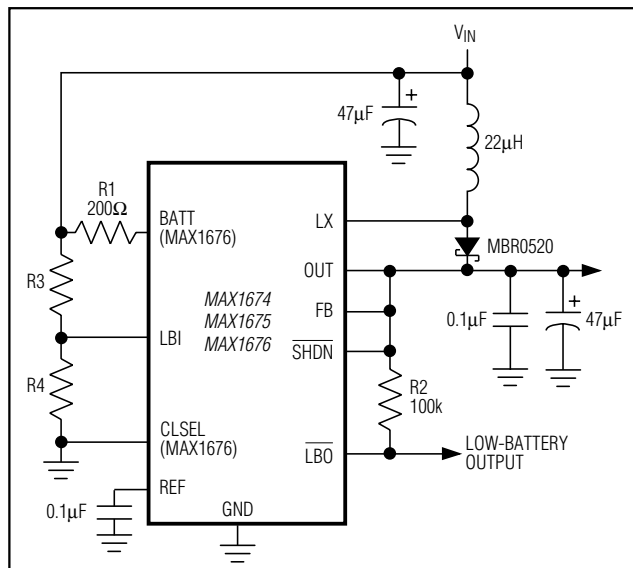 VIN
47µF
+
22µH
R1
200Ω
BATT
(MAX1676)
LX
MBR0520
OUT
R3
MAX1674
MAX1675
MAX1676
FB
0.1µF
+
47µF
LBI
SHDN
R4
R2
100k
CLSEL
(MAX1676)
LBO
LOW-BATTERY
OUTPUT
REF
0.1µF
GND